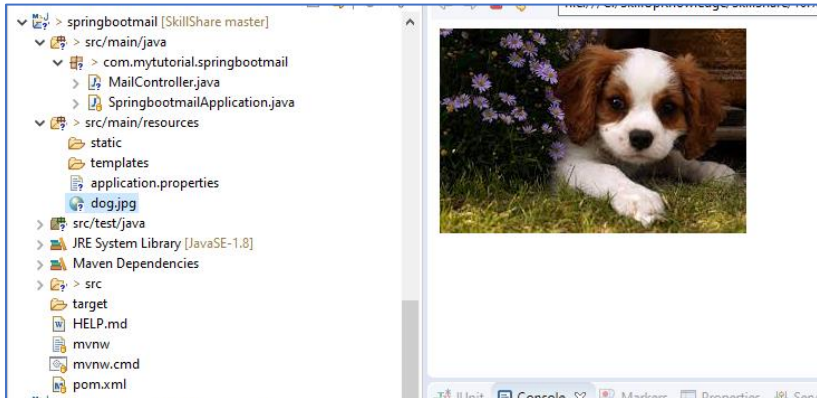 > springbootmail [SkillShare master]
> src/main/java
> com.mytutorial.springbootmail
MailController.java
SpringbootmailApplication.java
> src/main/resources
static
templates
application.properties
dog.jpg
src/test/java
JRE System Library [JavaSE-1.8]
Maven Dependencies
> src
target
HELP.md
mvnw
mvnw.cmd
pom.xml
JUnit Console Markers Properties